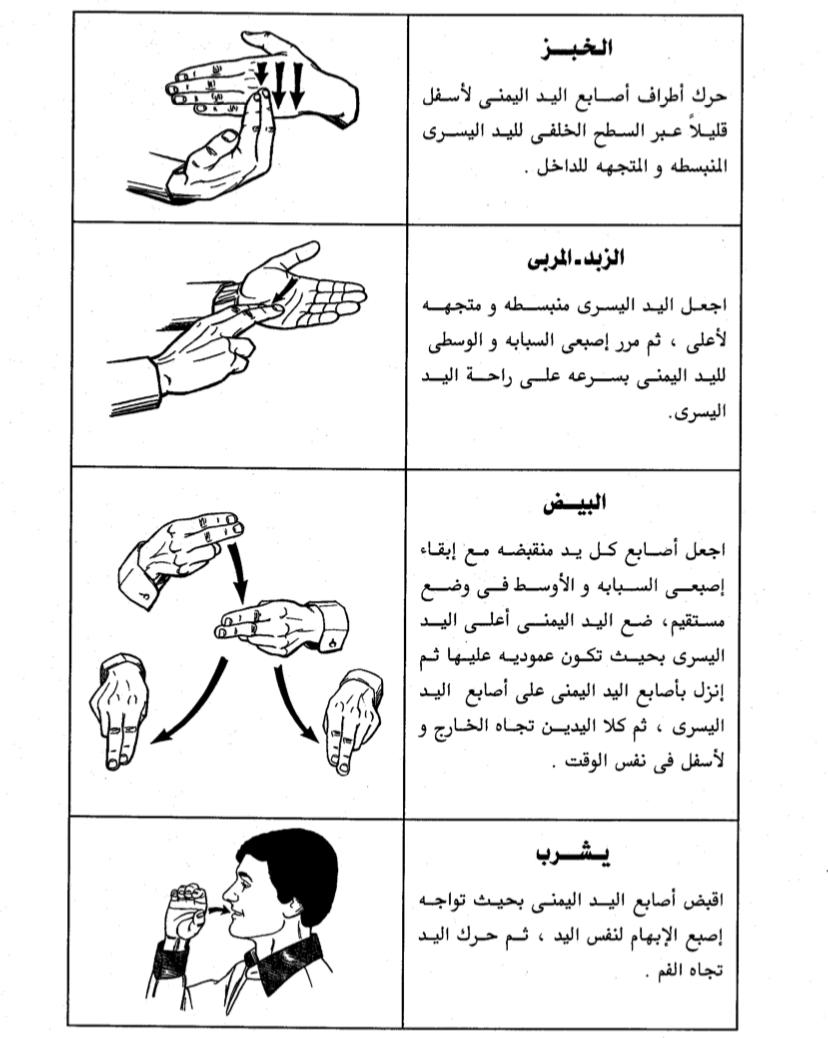 الخبـز
حرك أطراف أصابع اليد اليمنى لأسفل
قليلاً عبر السطح الخلفى لليد اليسرى
المنبسطه و المتجهه للداخل .
الزبد ـ المربى
اجعل اليد اليسرى منبسطه و متجهه
لأعلى ، ثم مرر إصبعى السبابه و الوسطى
لليد اليمنى بسرعه على راحة اليد
اليسرى.
البيض
اجعل أصابع كل يد منقبضه مع إبقاء
إصبعى السبابه و الأوسط فى وضع
مستقيم، ضع اليد اليمنى أعلى اليد
اليسرى بحيث تكون عموديه عليها ثم
إنزل بأصابع اليد اليمنى على أصابع اليد
اليسرى ، ثم كلا اليدين تجاه الخارج و
لأسفل فى نفس الوقت .
يشرب
اقبض أصابع اليد اليمنى بحيث تواجه
إصبع الإبهام لنفس اليد ، ثم حرك اليد
تجاه الفم .